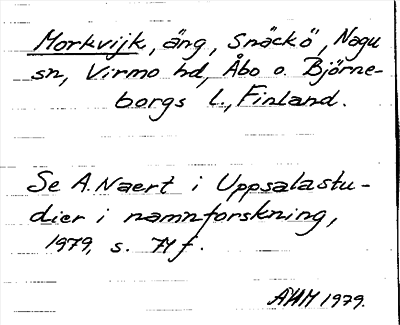 Morkvijk, äng, Snäckö, Nagu
sn, Virmo hd, Åbo o. Björne-
borgs l., Finland.
Se A. Naert i Uppsalastu-
dier i namnforskning,
1979, s. 71 f.
ÅHM 1979.